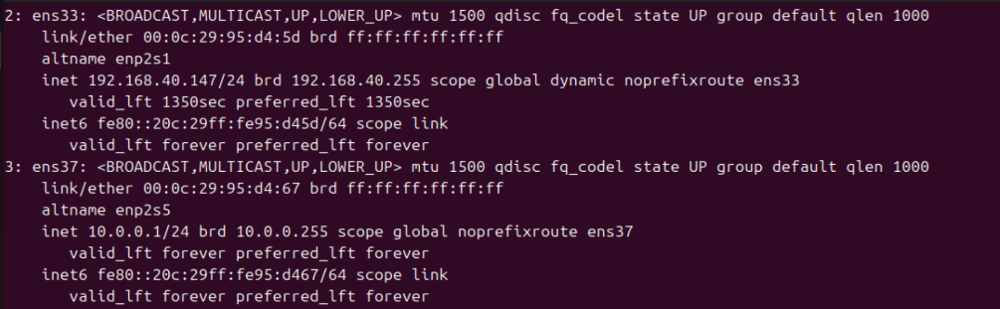 2: ens33: <BROADCAST,MULTICAST,UP,LOWER_UP> mtu 1500 qdisc fq_codel state UP group default qlen 1000
    link/ether 00:0c:29:95:d4:5d brd ff:ff:ff:ff:ff:ff
    altname enp2s1
    inet 192.168.40.147/24 brd 192.168.40.255 scope global dynamic noprefixroute ens33
       valid_lft 1350sec preferred_lft 1350sec
    inet6 fe80::20c:29ff:fe95:d45d/64 scope link
       valid_lft forever preferred_lft forever
3: ens37: <BROADCAST,MULTICAST,UP,LOWER_UP> mtu 1500 qdisc fq_codel state UP group default qlen 1000
    link/ether 00:0c:29:95:d4:67 brd ff:ff:ff:ff:ff:ff
    altname enp2s5
    inet 10.0.0.1/24 brd 10.0.0.255 scope global noprefixroute ens37
       valid_lft forever preferred_lft forever
    inet6 fe80::20c:29ff:fe95:d467/64 scope link
       valid_lft forever preferred_lft forever